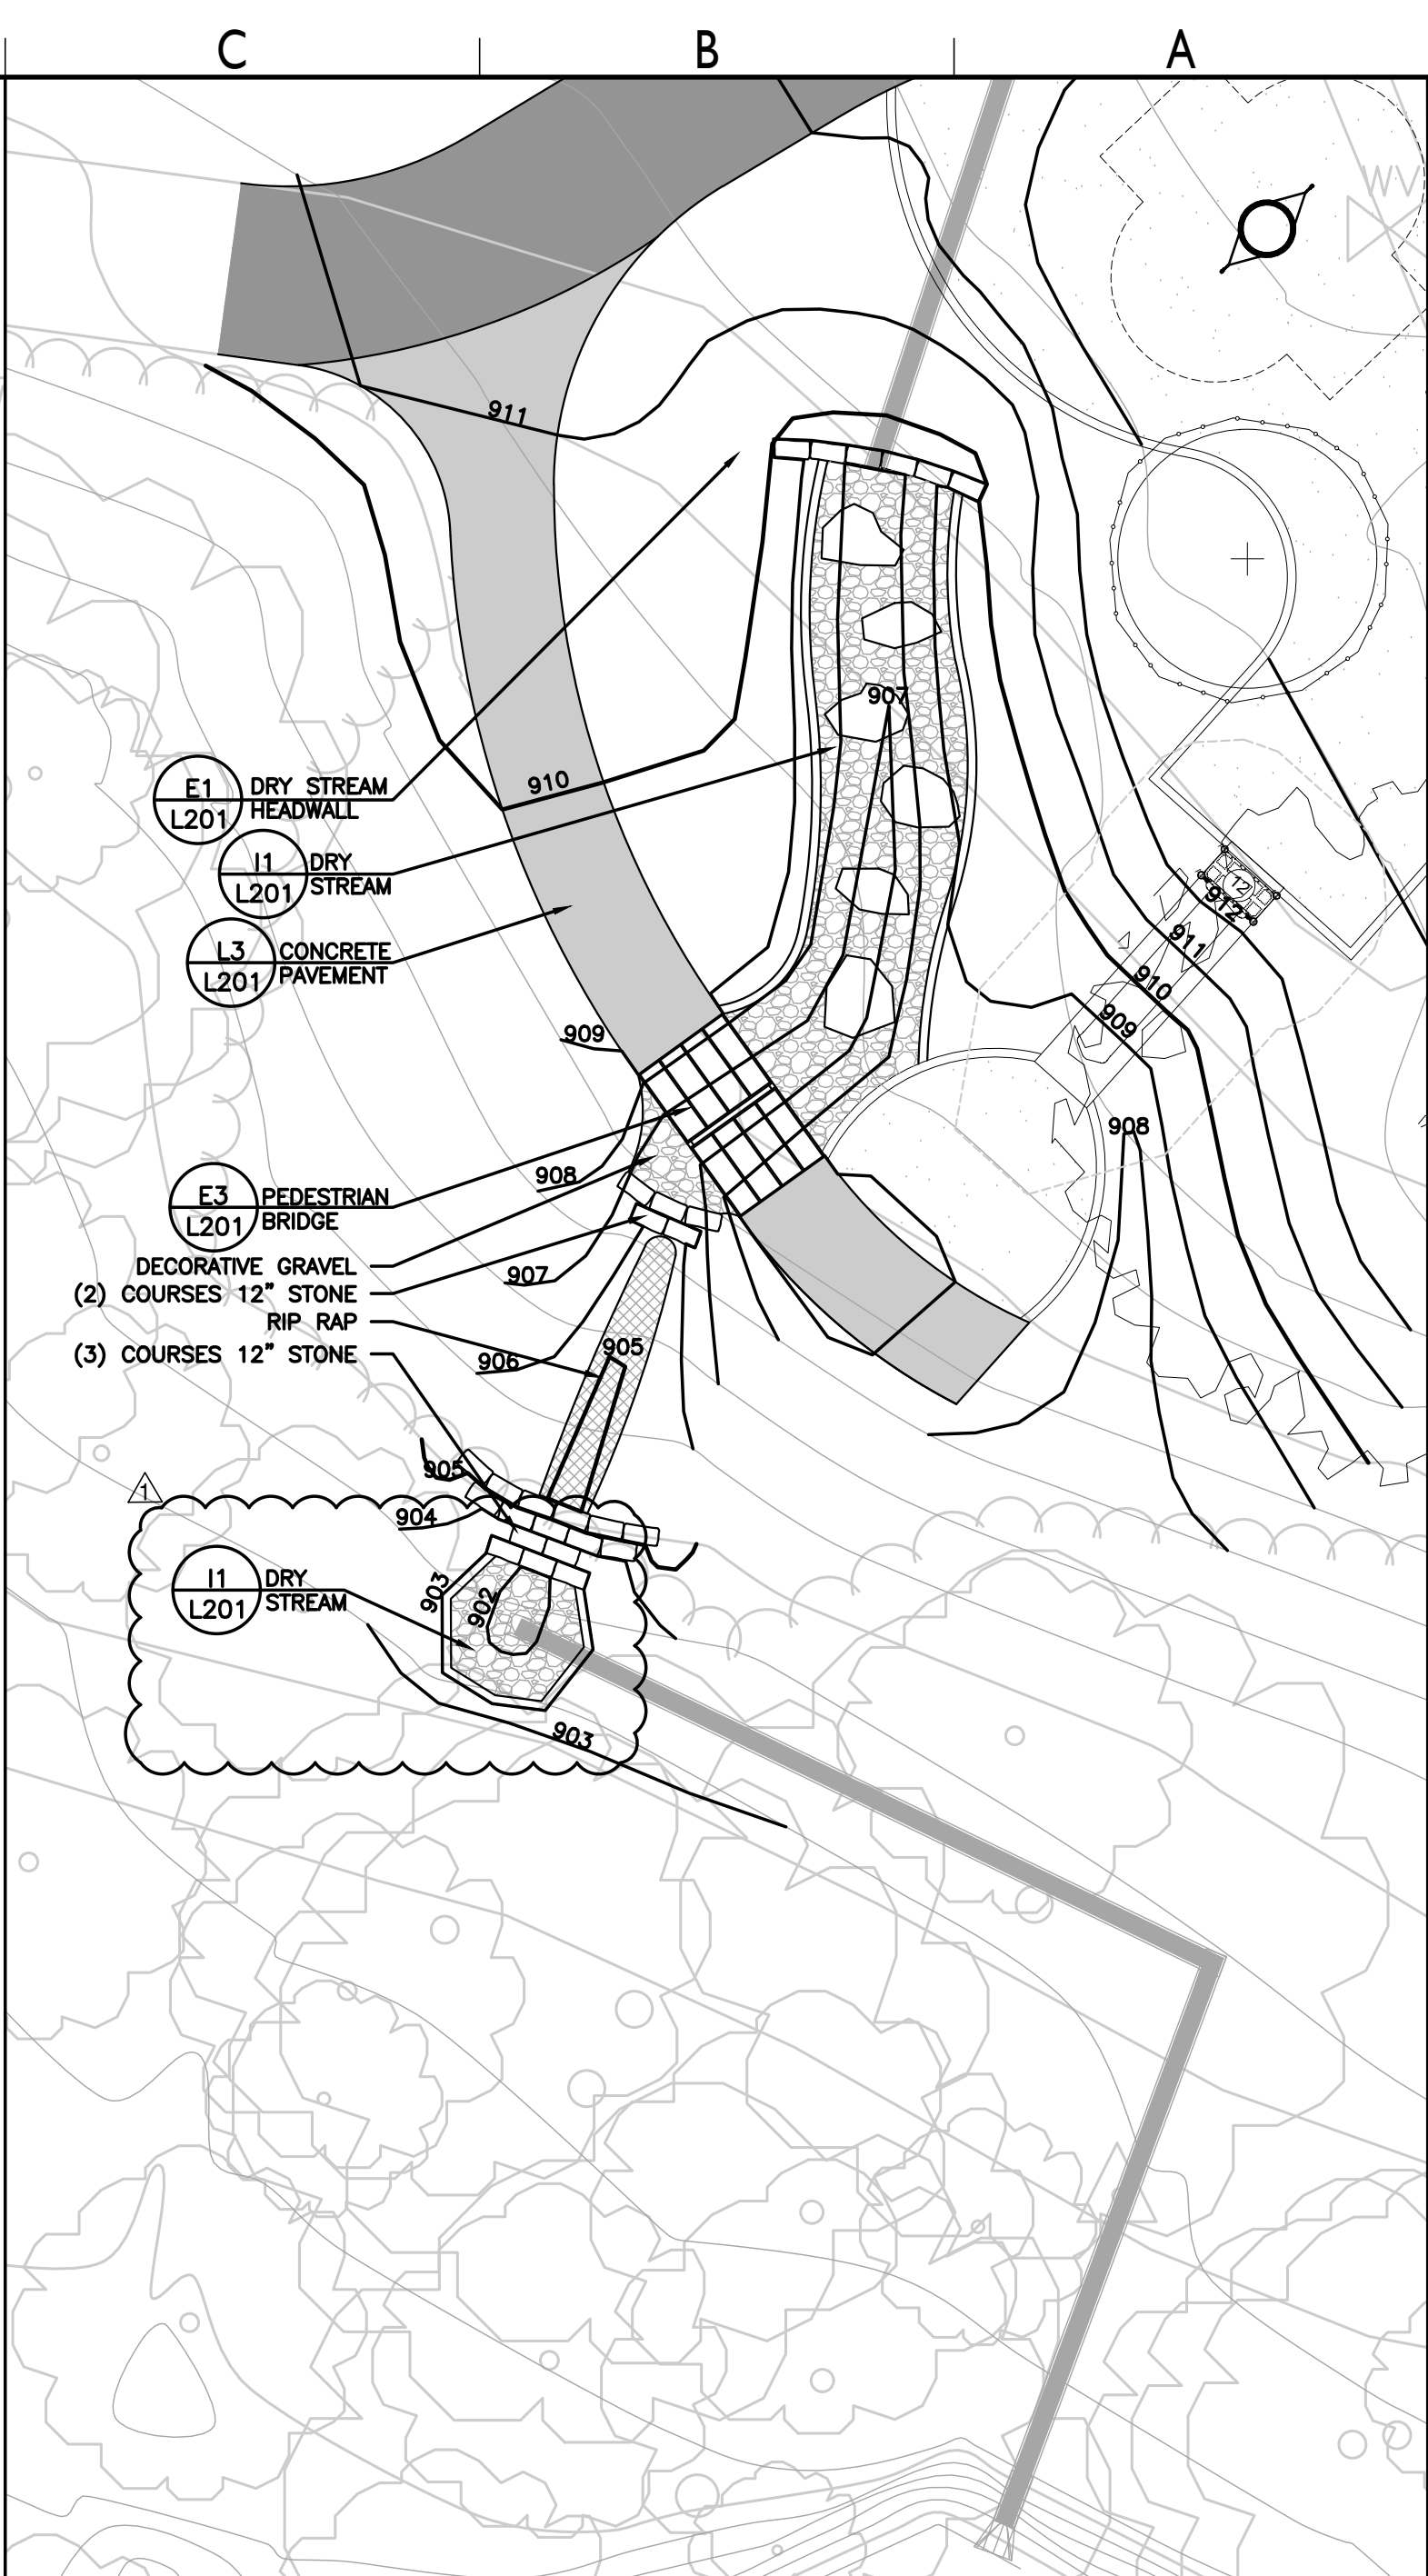 C
B
A
WV
911
907
E1
L201
DRY STREAM
HEADWALL
910
I1
L201
DRY
STREAM
12
912
911
L3
L201
CONCRETE
PAVEMENT
910
909
909
908
908
E3
L201
PEDESTRIAN
BRIDGE
DECORATIVE GRAVEL
907
(2) COURSES 12" STONE
RIP RAP
905
(3) COURSES 12" STONE
906
905
1
904
I1
L201
DRY
STREAM
903
902
903